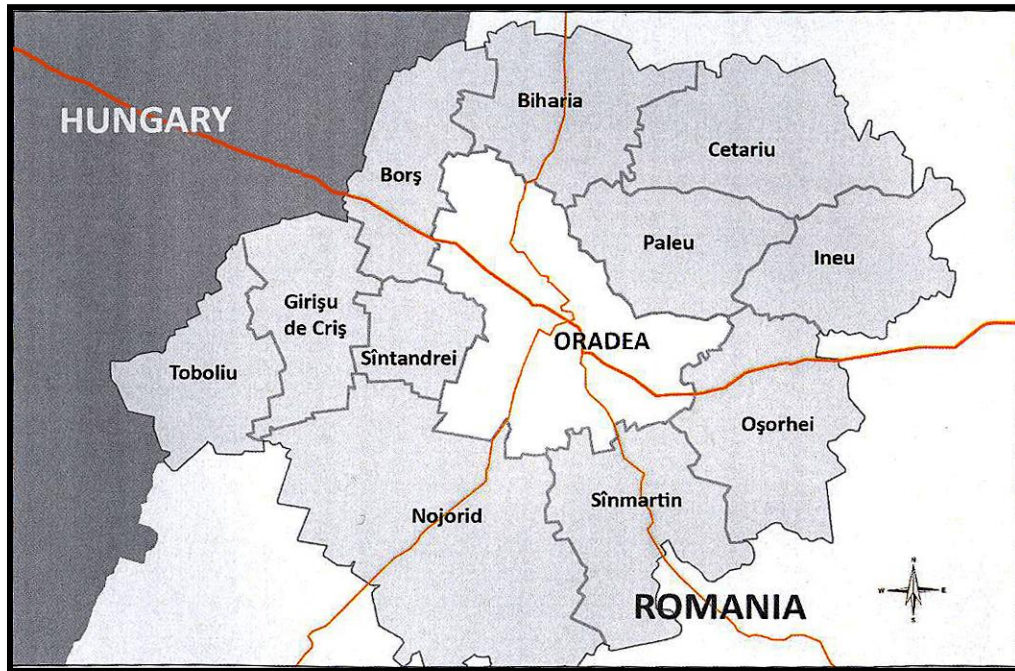 HUNGARY
Biharia
Cetariu
Borş
Paleu
Ineu
Girişu
de Criş
ORADEA
Sîntandrei
Toboliu
Oşorhei
Sînmartin
Nojorid
ROMANIA
N
W
E
S